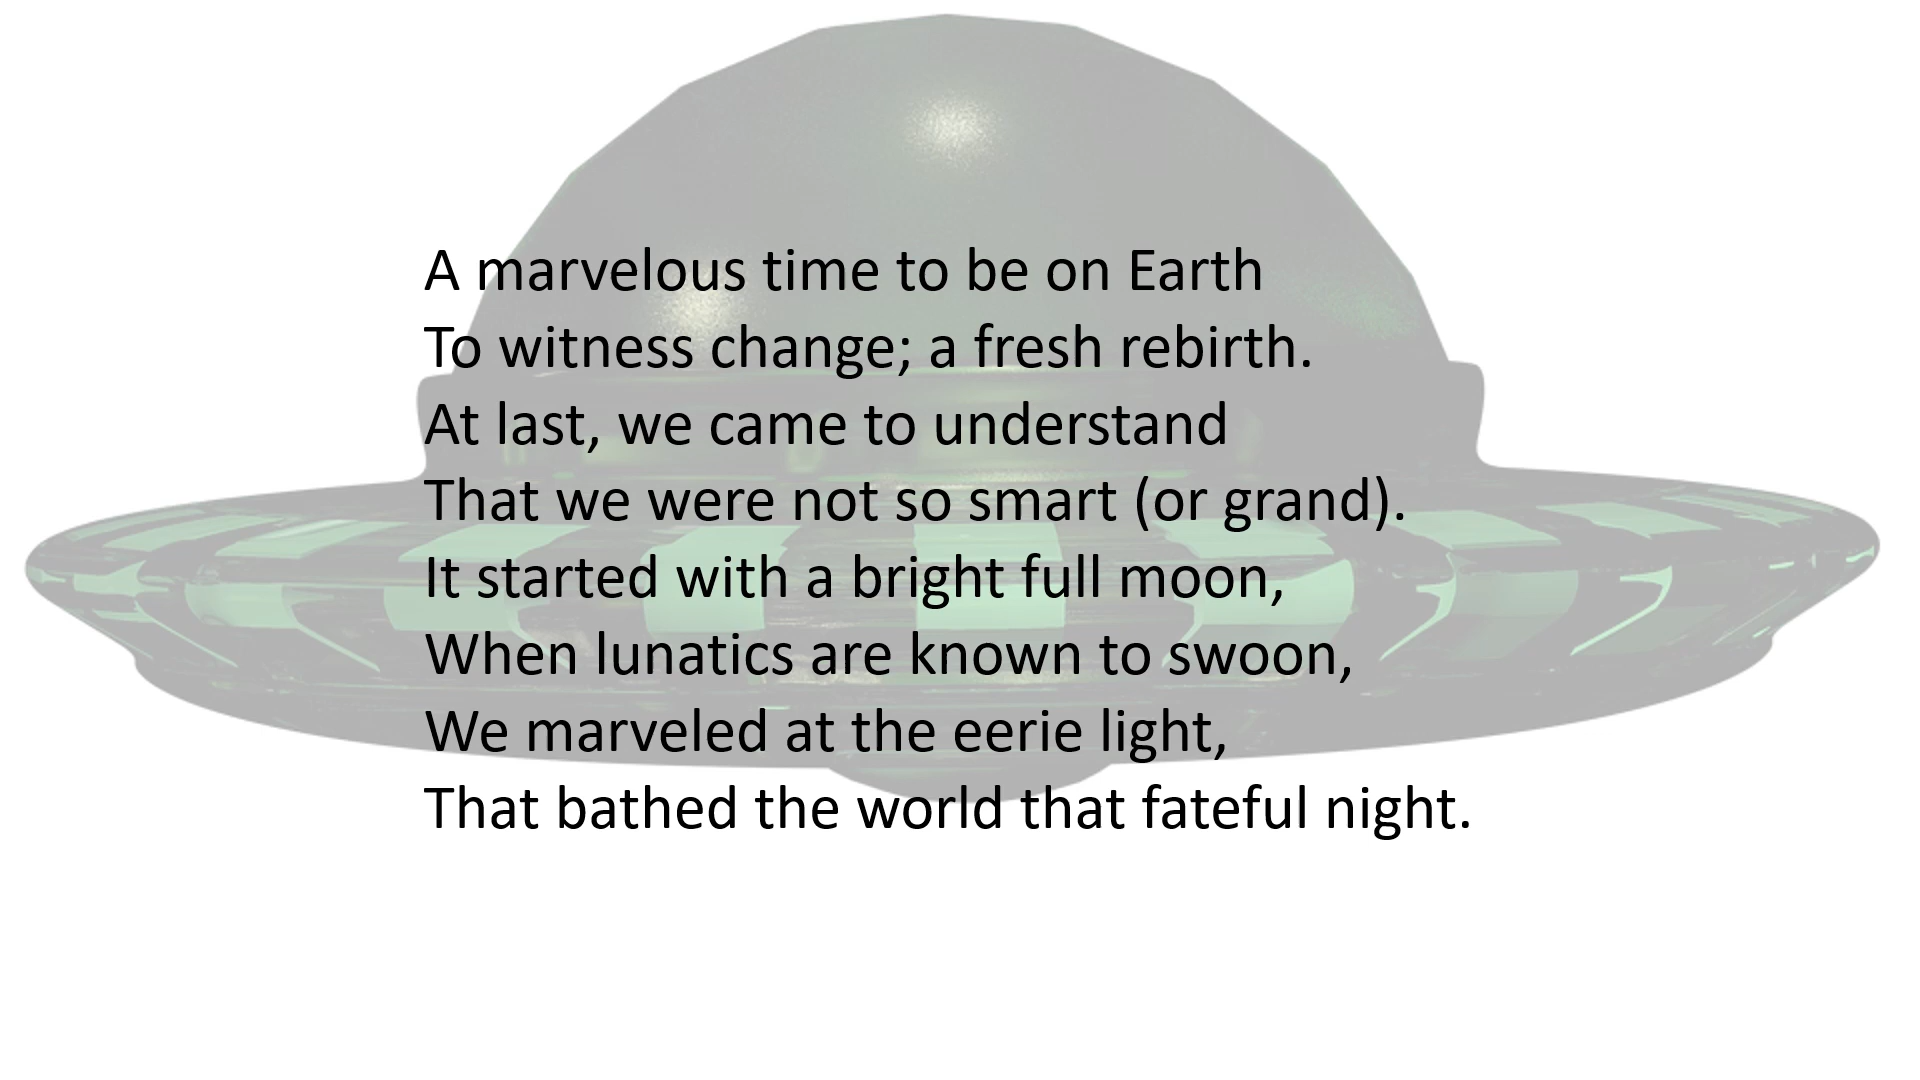 A marvelous time to be on Earth
To witness change; a fresh rebirth.
At last, we came to understand
That we were not so smart (or grand).
It started with a bright full moon,
When lunatics are known to swoon,
We marveled at the eerie light,
That bathed the world that fateful night.